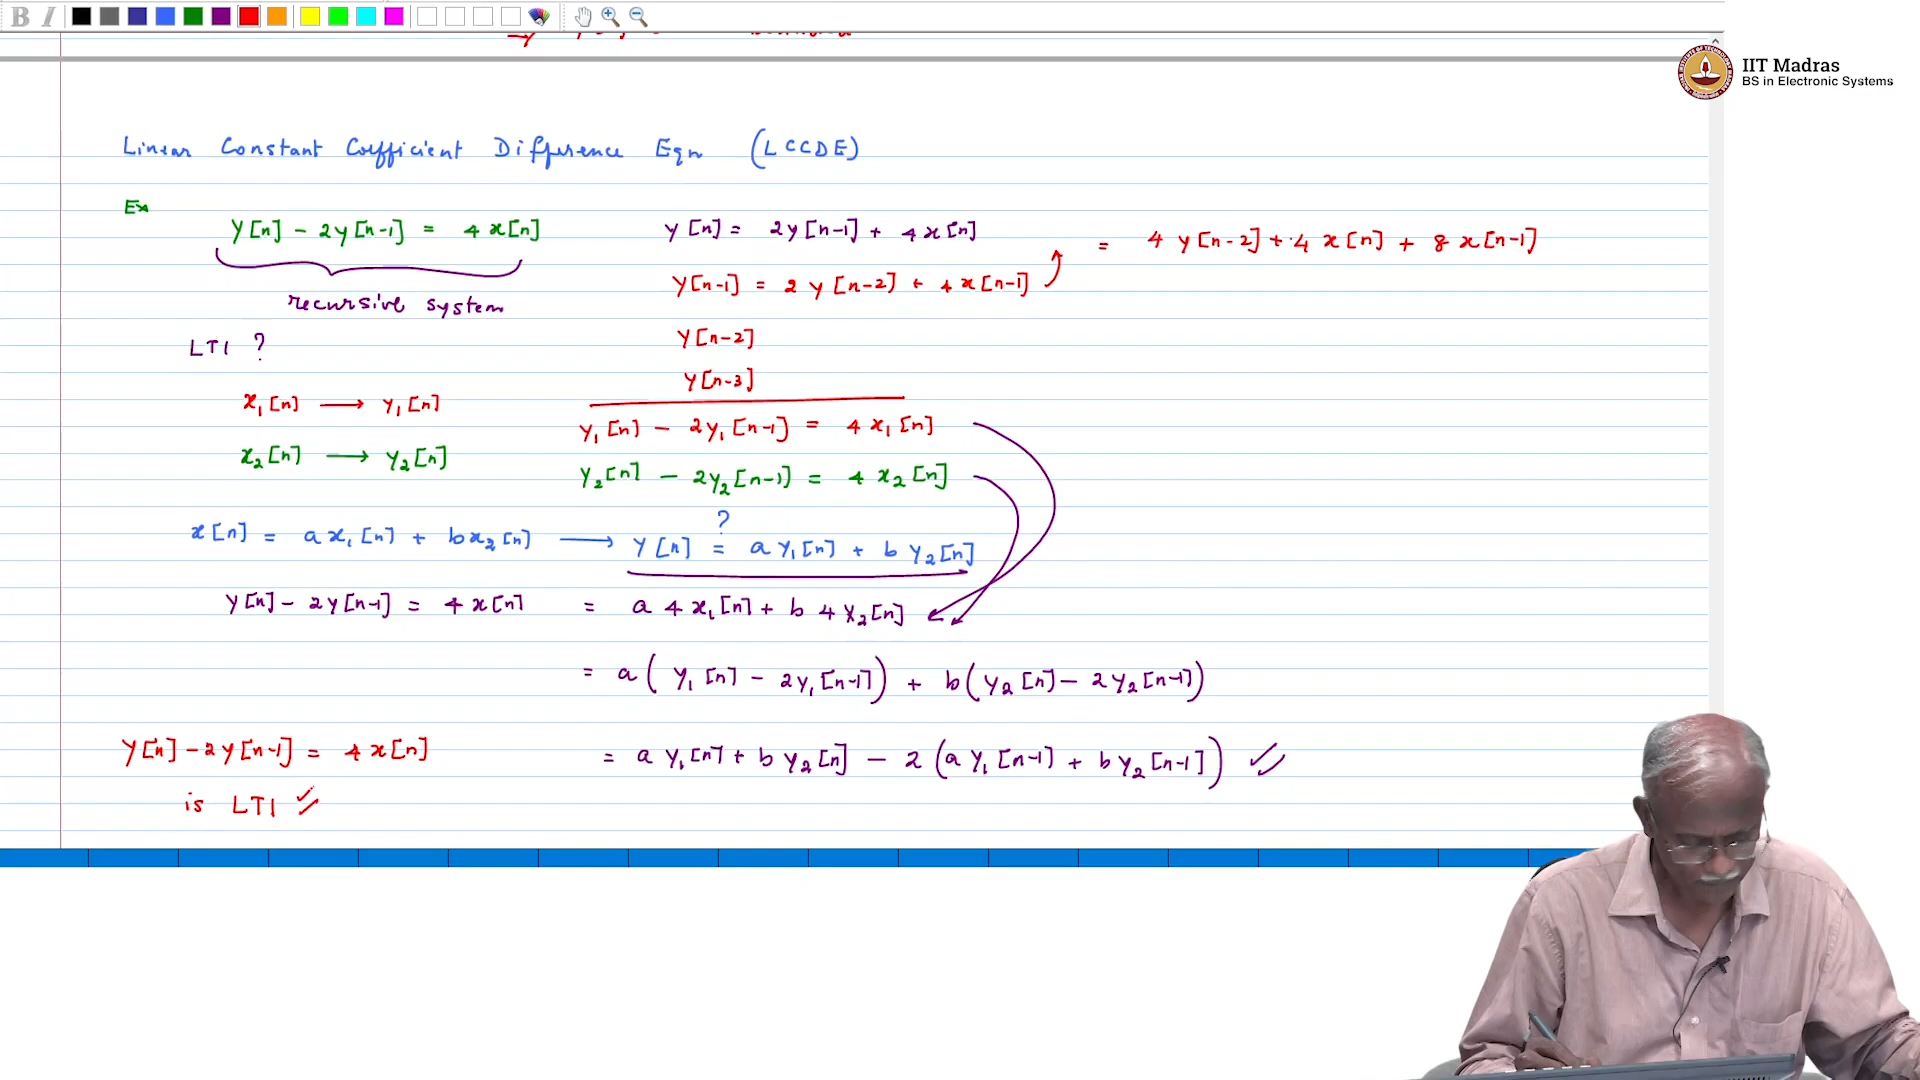 B I
IIT Madras
BS in Electronic Systems
Linear Constant Coefficient Difference Eqn (LCCDE)
Ex
y[n] - 2y[n-1] = 4x[n]
recursive system
y[n] = 2y[n-1] + 4x[n]
= 4y[n-2] + 4x[n] + 8x[n-1]
y[n-1] = 2y[n-2] + 4x[n-1]
y[n-2]
y[n-3]
LTI ?
x₁[n] ⟶ y₁[n]
y₁[n] - 2y₁[n-1] = 4x₁[n]
x₂[n] ⟶ y₂[n]
y₂[n] - 2y₂[n-1] = 4x₂[n]
?
x[n] = ax₁[n] + bx₂[n] ⟶ y[n] = ay₁[n] + by₂[n]
y[n] - 2y[n-1] = 4x[n] = a4x₁[n] + b4x₂[n]
= a(y₁[n] - 2y₁[n-1]) + b(y₂[n] - 2y₂[n-1])
= ay₁[n] + by₂[n] - 2(ay₁[n-1] + by₂[n-1])
y[n] - 2y[n-1] = 4x[n]
is LTI